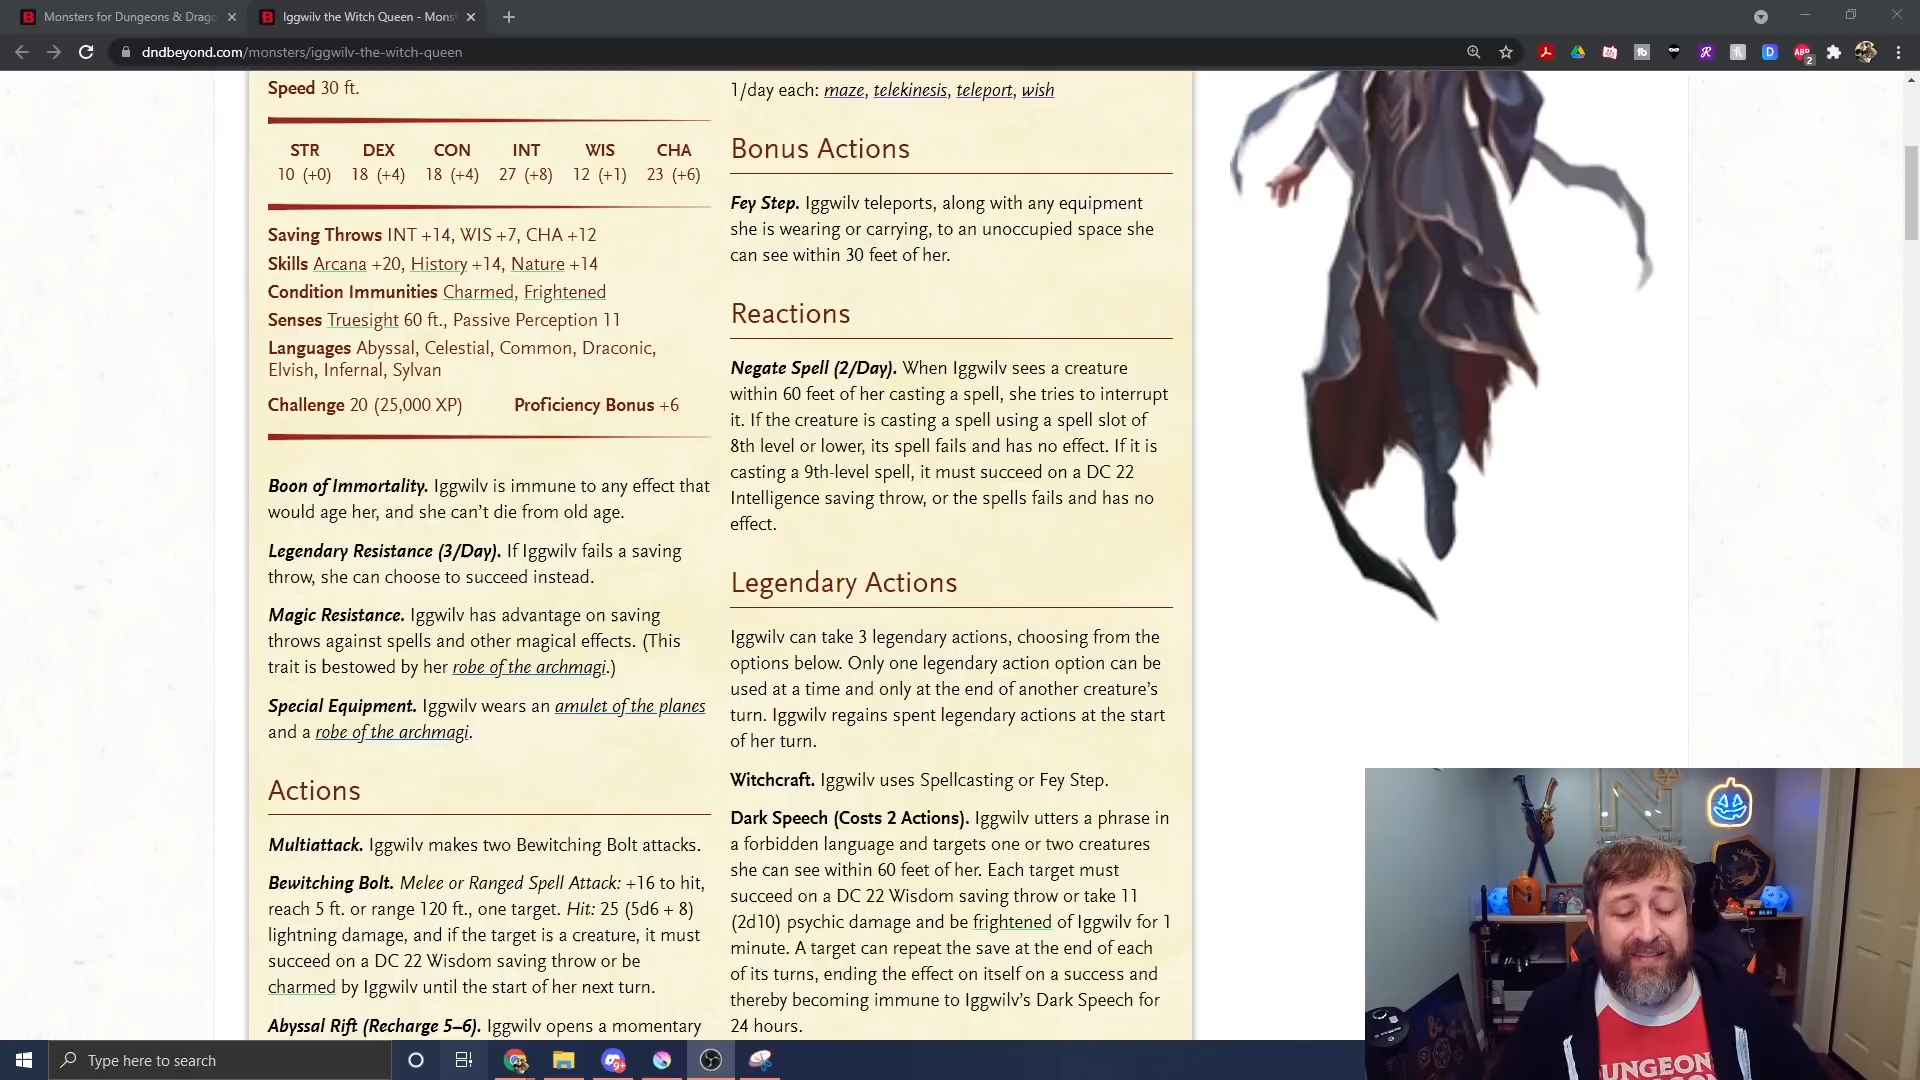 Monsters for Dungeons & Drago
Iggwilv the Witch Queen - Monst
dndbeyond.com/monsters/iggwilv-the-witch-queen
ABP
2
Speed 30 ft.
STR DEX CON INT WIS CHA
10 (+0) 18 (+4) 18 (+4) 27 (+8) 12 (+1) 23 (+6)
Saving Throws INT +14, WIS +7, CHA +12
Skills Arcana +20, History +14, Nature +14
Condition Immunities Charmed, Frightened
Senses Truesight 60 ft., Passive Perception 11
Languages Abyssal, Celestial, Common, Draconic,
Elvish, Infernal, Sylvan
Challenge 20 (25,000 XP) Proficiency Bonus +6
Boon of Immortality. Iggwilv is immune to any effect that
would age her, and she can't die from old age.
Legendary Resistance (3/Day). If Iggwilv fails a saving
throw, she can choose to succeed instead.
Magic Resistance. Iggwilv has advantage on saving
throws against spells and other magical effects. (This
trait is bestowed by her robe of the archmagi.)
Special Equipment. Iggwilv wears an amulet of the planes
and a robe of the archmagi.
Actions
Multiattack. Iggwilv makes two Bewitching Bolt attacks.
Bewitching Bolt. Melee or Ranged Spell Attack: +16 to hit,
reach 5 ft. or range 120 ft., one target. Hit: 25 (5d6 + 8)
lightning damage, and if the target is a creature, it must
succeed on a DC 22 Wisdom saving throw or be
charmed by Iggwilv until the start of her next turn.
Abyssal Rift (Recharge 5–6). Iggwilv opens a momentary
1/day each: maze, telekinesis, teleport, wish
Bonus Actions
Fey Step. Iggwilv teleports, along with any equipment
she is wearing or carrying, to an unoccupied space she
can see within 30 feet of her.
Reactions
Negate Spell (2/Day). When Iggwilv sees a creature
within 60 feet of her casting a spell, she tries to interrupt
it. If the creature is casting a spell using a spell slot of
8th level or lower, its spell fails and has no effect. If it is
casting a 9th-level spell, it must succeed on a DC 22
Intelligence saving throw, or the spells fails and has no
effect.
Legendary Actions
Iggwilv can take 3 legendary actions, choosing from the
options below. Only one legendary action option can be
used at a time and only at the end of another creature's
turn. Iggwilv regains spent legendary actions at the start
of her turn.
Witchcraft. Iggwilv uses Spellcasting or Fey Step.
Dark Speech (Costs 2 Actions). Iggwilv utters a phrase in
a forbidden language and targets one or two creatures
she can see within 60 feet of her. Each target must
succeed on a DC 22 Wisdom saving throw or take 11
(2d10) psychic damage and be frightened of Iggwilv for 1
minute. A target can repeat the save at the end of each
of its turns, ending the effect on itself on a success and
thereby becoming immune to Iggwilv's Dark Speech for
24 hours.
Type here to search
9+